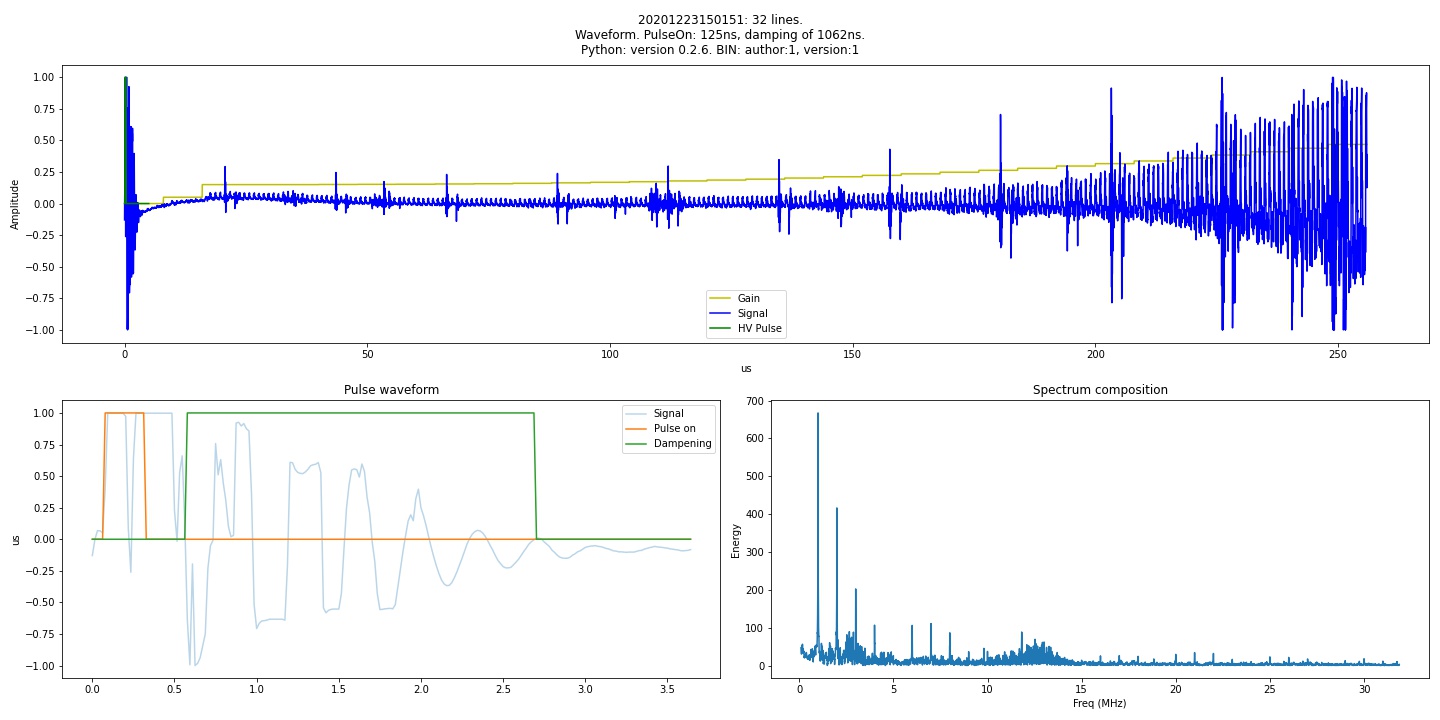 20201223150151: 32 lines.
Waveform. PulseOn: 125ns, damping of 1062ns.
Python: version 0.2.6. BIN: author:1, version:1
1.00
0.75
0.50
0.25
0.00
−0.25
−0.50
−0.75
−1.00
Amplitude
Gain
Signal
HV Pulse
0 50 100 150 200 250
us
Pulse waveform
1.00
0.75
0.50
0.25
0.00
−0.25
−0.50
−0.75
−1.00
us
Signal
Pulse on
Dampening
0.0 0.5 1.0 1.5 2.0 2.5 3.0 3.5
Spectrum composition
700
600
500
400
300
200
100
0
Energy
0 5 10 15 20 25 30
Freq (MHz)